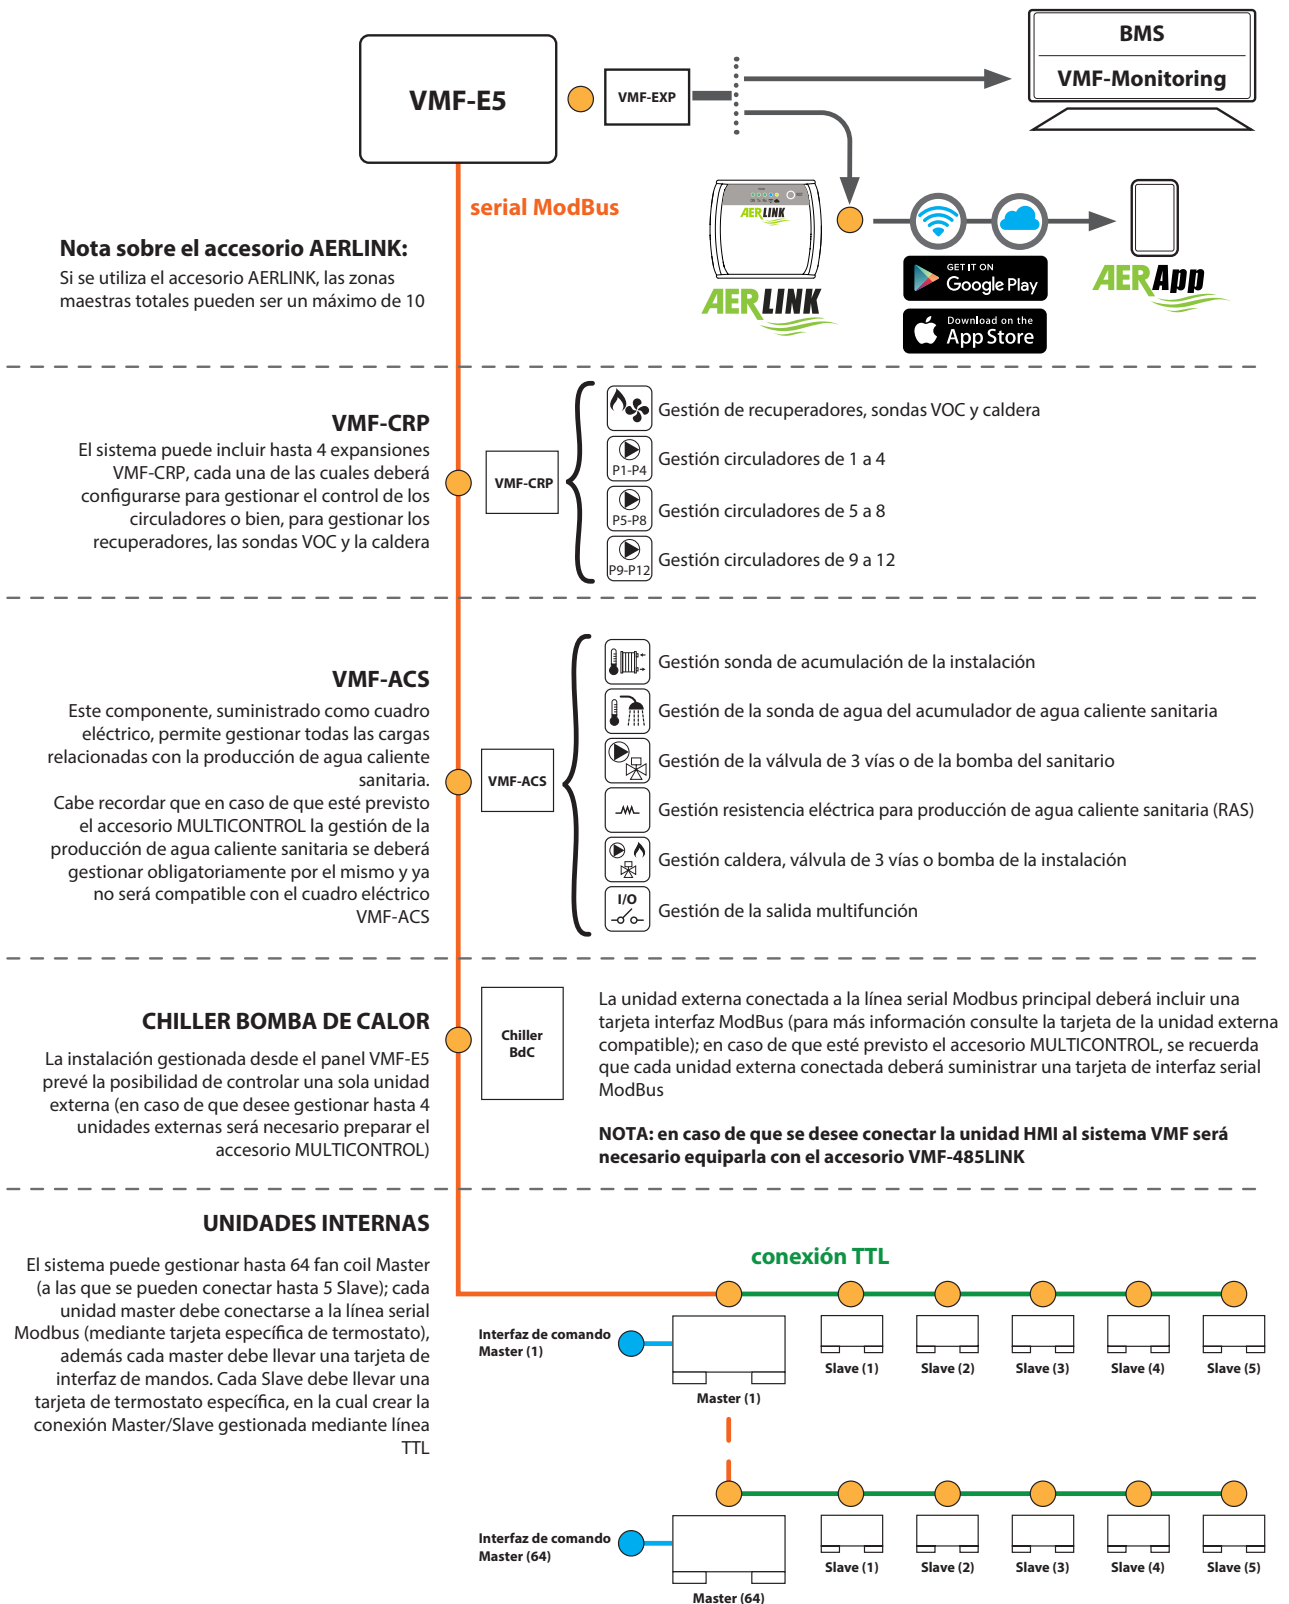 BMS
VMF-Monitoring
VMF-E5
VMF-EXP
serial ModBus
AERLINK
AERLINK
GET IT ON
Google Play
Download on the
App Store
AERApp
Nota sobre el accesorio AERLINK:
Si se utiliza el accesorio AERLINK, las zonas
maestras totales pueden ser un máximo de 10
VMF-CRP
El sistema puede incluir hasta 4 expansiones
VMF-CRP, cada una de las cuales deberá
configurarse para gestionar el control de los
circuladores o bien, para gestionar los
recuperadores, las sondas VOC y la caldera
VMF-CRP
Gestión de recuperadores, sondas VOC y caldera
P1-P4
Gestión circuladores de 1 a 4
P5-P8
Gestión circuladores de 5 a 8
P9-P12
Gestión circuladores de 9 a 12
VMF-ACS
Este componente, suministrado como cuadro
eléctrico, permite gestionar todas las cargas
relacionadas con la producción de agua caliente
sanitaria.
Cabe recordar que en caso de que esté previsto
el accesorio MULTICONTROL la gestión de la
producción de agua caliente sanitaria se deberá
gestionar obligatoriamente por el mismo y ya
no será compatible con el cuadro eléctrico
VMF-ACS
VMF-ACS
Gestión sonda de acumulación de la instalación
Gestión de la sonda de agua del acumulador de agua caliente sanitaria
Gestión de la válvula de 3 vías o de la bomba del sanitario
Gestión resistencia eléctrica para producción de agua caliente sanitaria (RAS)
Gestión caldera, válvula de 3 vías o bomba de la instalación
I/O
Gestión de la salida multifunción
CHILLER BOMBA DE CALOR
La instalación gestionada desde el panel VMF-E5
prevé la posibilidad de controlar una sola unidad
externa (en caso de que desee gestionar hasta 4
unidades externas será necesario preparar el
accesorio MULTICONTROL)
Chiller
BdC
La unidad externa conectada a la línea serial Modbus principal deberá incluir una
tarjeta interfaz ModBus (para más información consulte la tarjeta de la unidad externa
compatible); en caso de que esté previsto el accesorio MULTICONTROL, se recuerda
que cada unidad externa conectada deberá suministrar una tarjeta de interfaz serial
ModBus
NOTA: en caso de que se desee conectar la unidad HMI al sistema VMF será
necesario equiparla con el accesorio VMF-485LINK
UNIDADES INTERNAS
El sistema puede gestionar hasta 64 fan coil Master
(a las que se pueden conectar hasta 5 Slave); cada
unidad master debe conectarse a la línea serial
Modbus (mediante tarjeta específica de termostato),
además cada master debe llevar una tarjeta de
interfaz de mandos. Cada Slave debe llevar una
tarjeta de termostato específica, en la cual crear la
conexión Master/Slave gestionada mediante línea
TTL
conexión TTL
Interfaz de comando
Master (1)
Master (1)
Slave (1)
Slave (2)
Slave (3)
Slave (4)
Slave (5)
Interfaz de comando
Master (64)
Master (64)
Slave (1)
Slave (2)
Slave (3)
Slave (4)
Slave (5)